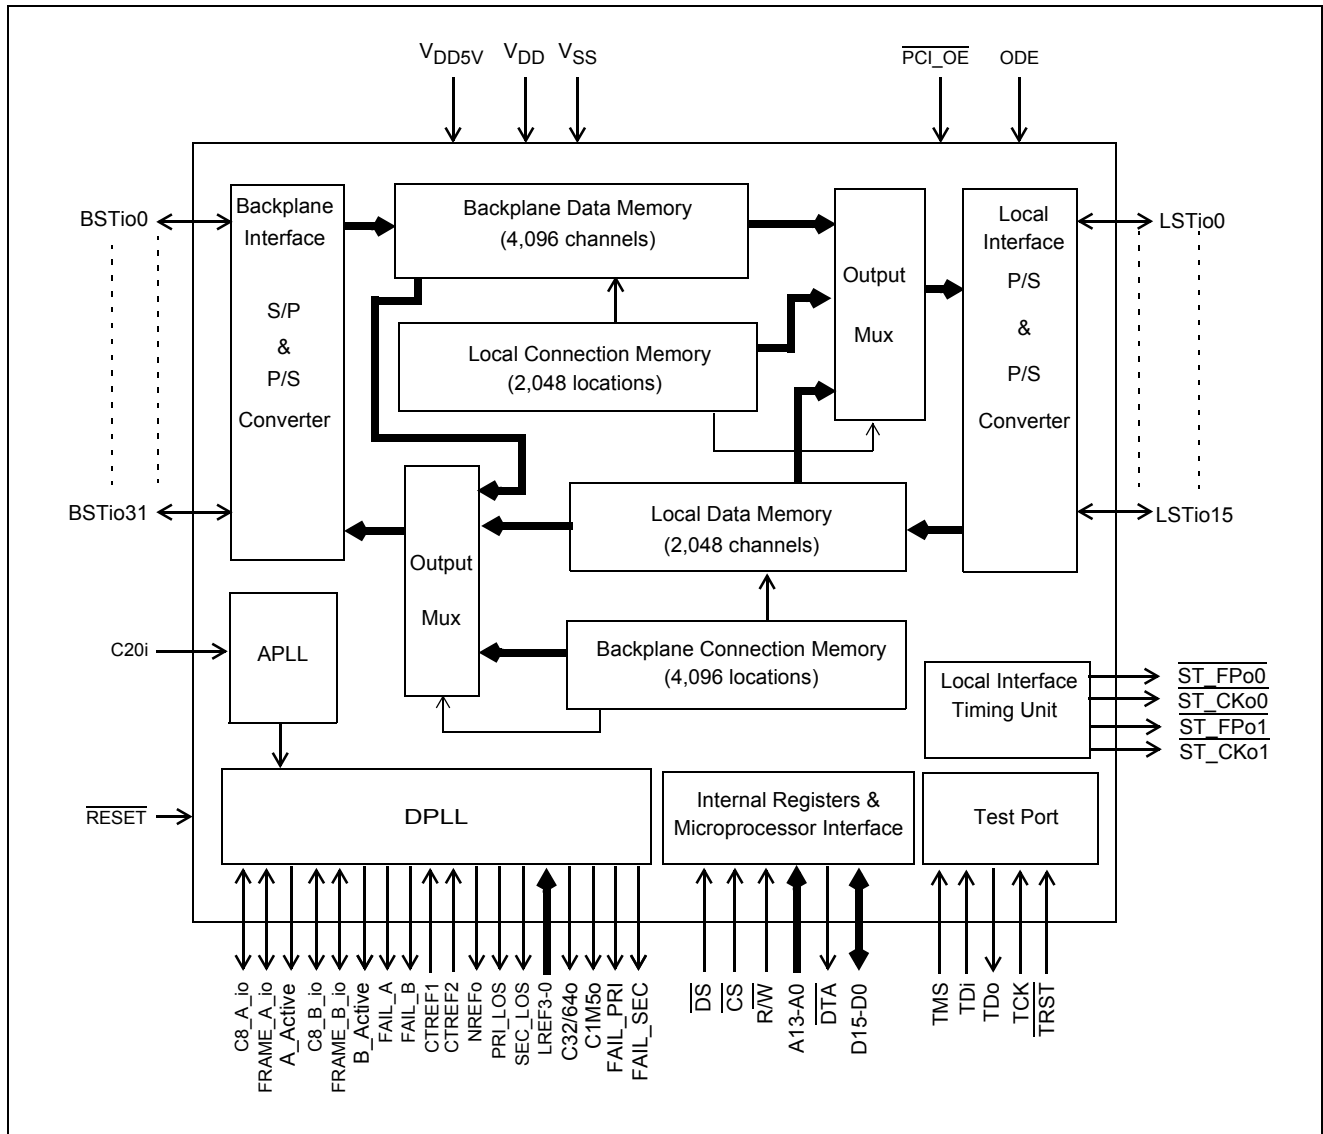 VDD5V VDD VSS PCI_OE ODE
BSTio0
BSTio31
Backplane
Interface
S/P
&
P/S
Converter
Backplane Data Memory
(4,096 channels)
Local Connection Memory
(2,048 locations)
Output
Mux
Local
Interface
P/S
&
P/S
Converter
LSTio0
LSTio15
Output
Mux
Local Data Memory
(2,048 channels)
Backplane Connection Memory
(4,096 locations)
C20i
APLL
Local Interface
Timing Unit
ST_FPo0
ST_CKo0
ST_FPo1
ST_CKo1
RESET
DPLL
Internal Registers &
Microprocessor Interface
Test Port
C8_A_io
FRAME_A_io
A_Active
C8_B_io
FRAME_B_io
B_Active
FAIL_A
FAIL_B
CTREF1
CTREF2
NREFo
PRI_LOS
SEC_LOS
LREF3-0
C32/64o
C1M5o
FAIL_PRI
FAIL_SEC
DS
CS
R/W
A13-A0
DTA
D15-D0
TMS
TDi
TDo
TCK
TRST